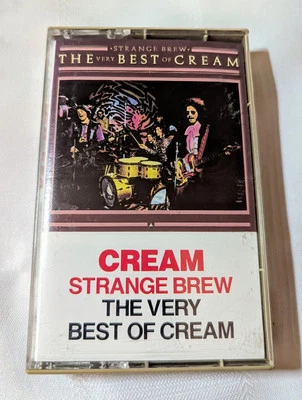 ·STRANGE BREW·
THE VERY BEST OF CREAM
CREAM
STRANGE BREW
THE VERY
BEST OF CREAM